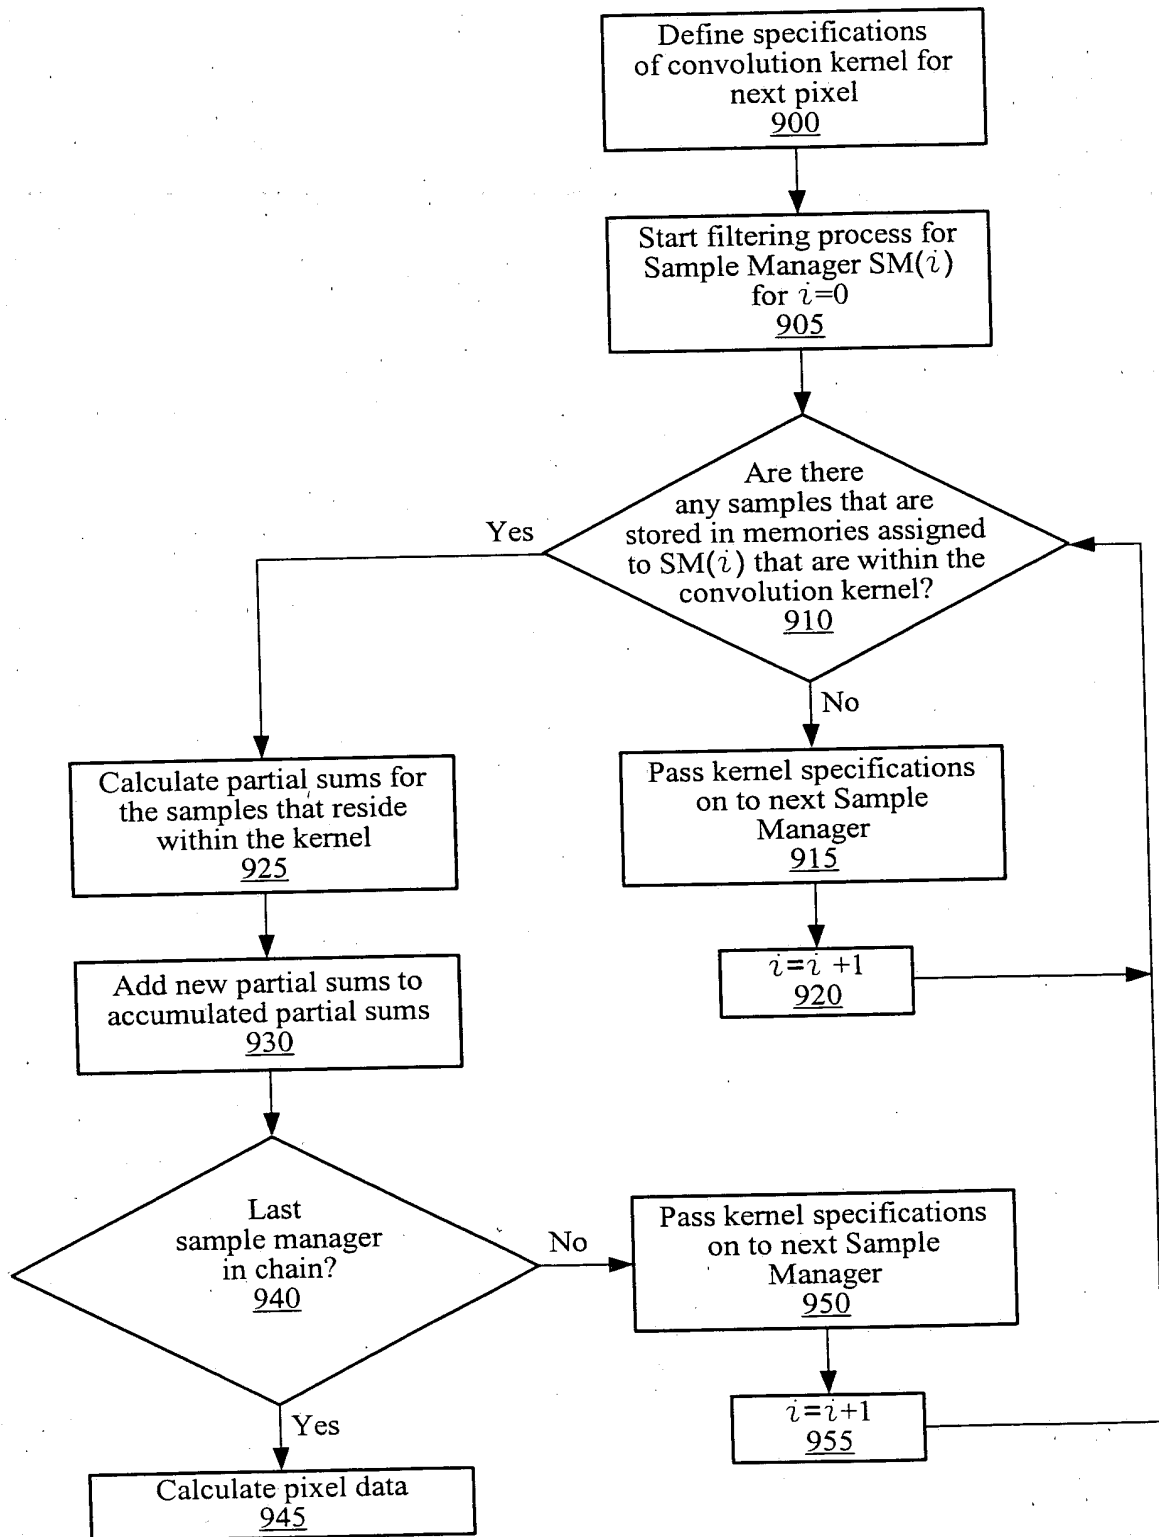 Define specifications
of convolution kernel for
next pixel
900
Start filtering process for
Sample Manager SM(i)
for i=0
905
Are there
any samples that are
stored in memories assigned
to SM(i) that are within the
convolution kernel?
910
Yes
No
Pass kernel specifications
on to next Sample
Manager
915
i=i +1
920
Calculate partial sums for
the samples that reside
within the kernel
925
Add new partial sums to
accumulated partial sums
930
Last
sample manager
in chain?
940
No
Pass kernel specifications
on to next Sample
Manager
950
i=i+1
955
Yes
Calculate pixel data
945